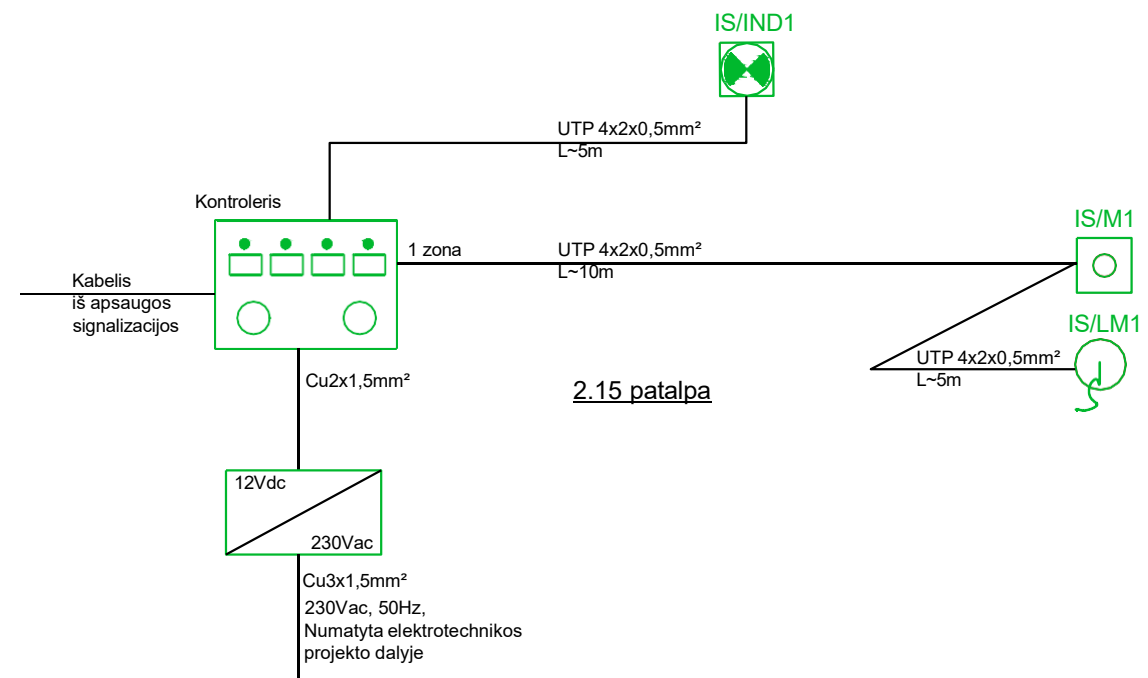 IS/IND1
UTP 4x2x0,5mm²
L~5m
Kontroleris
IS/M1
1 zona
UTP 4x2x0,5mm²
L~10m
Kabelis
iš apsaugos
signalizacijos
IS/LM1
UTP 4x2x0,5mm²
L~5m
Cu2x1,5mm²
2.15 patalpa
12Vdc
230Vac
Cu3x1,5mm²
230Vac, 50Hz,
Numatyta elektrotechnikos
projekto dalyje